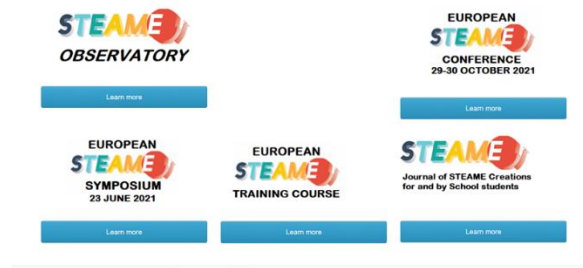 STEAME
OBSERVATORY
Learn more
EUROPEAN
STEAME
CONFERENCE
29-30 OCTOBER 2021
Learn more
EUROPEAN
STEAME
SYMPOSIUM
23 JUNE 2021
Learn more
EUROPEAN
STEAME
TRAINING COURSE
Learn more
STEAME
Journal of STEAME Creations
for and by School students
Learn more